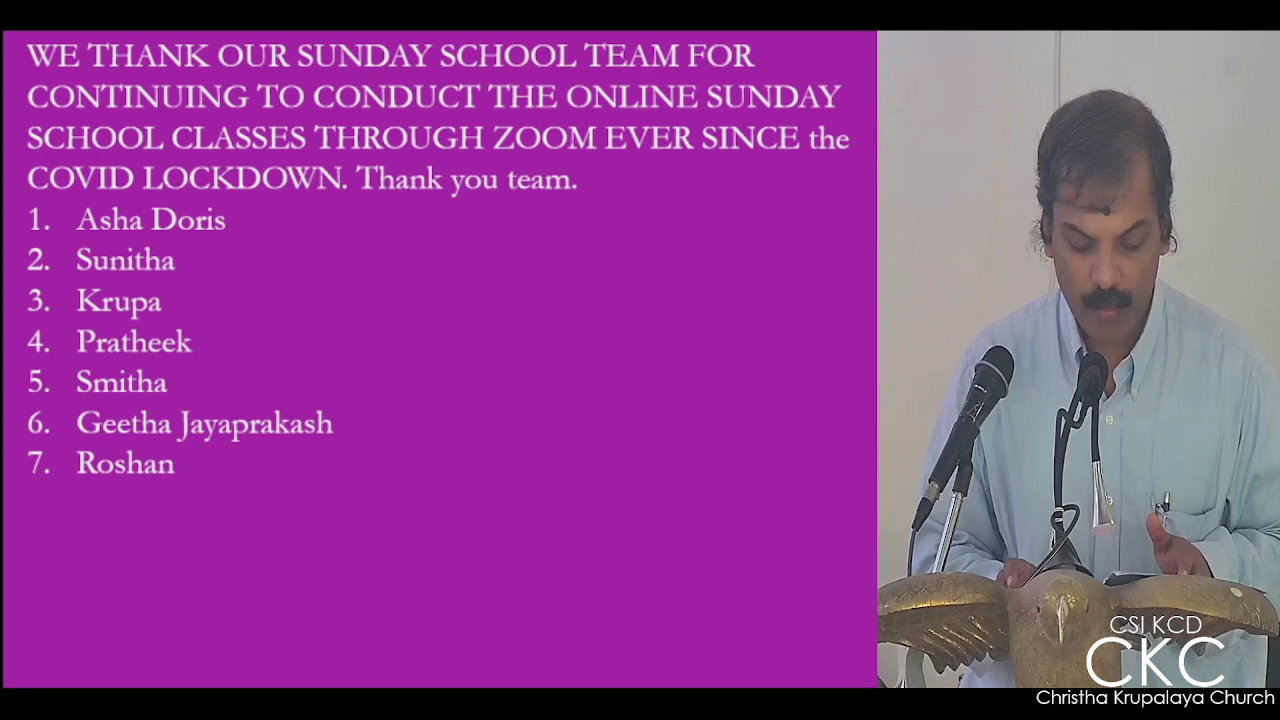 WE THANK OUR SUNDAY SCHOOL TEAM FOR
CONTINUING TO CONDUCT THE ONLINE SUNDAY
SCHOOL CLASSES THROUGH ZOOM EVER SINCE the
COVID LOCKDOWN. Thank you team.
1. Asha Doris
2. Sunitha
3. Krupa
4. Pratheek
5. Smitha
6. Geetha Jayaprakash
7. Roshan
CSI KCD
CKC
Christha Krupalaya Church